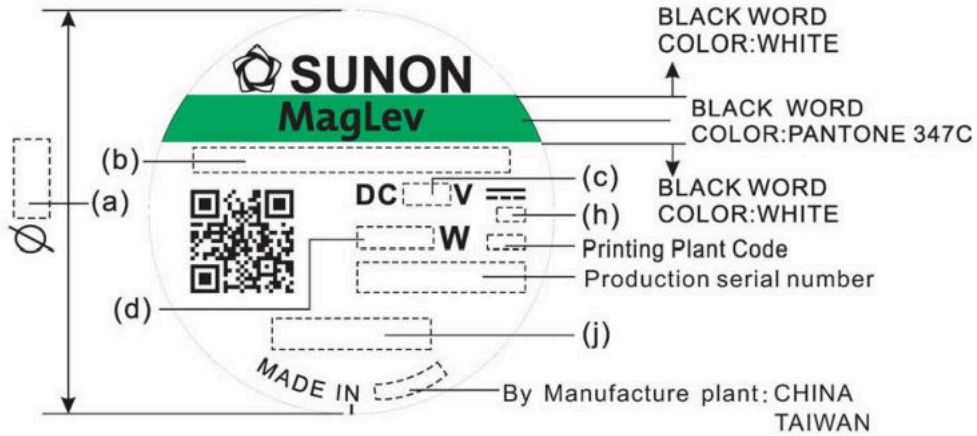 BLACK WORD
COLOR:WHITE
SUNON
MagLev
BLACK WORD
COLOR:PANTONE 347C
(b)
(c)
(a)
DC V
BLACK WORD
COLOR:WHITE
(h)
Ø
W
Printing Plant Code
Production serial number
(d)
(j)
MADE IN
By Manufacture plant: CHINA
TAIWAN